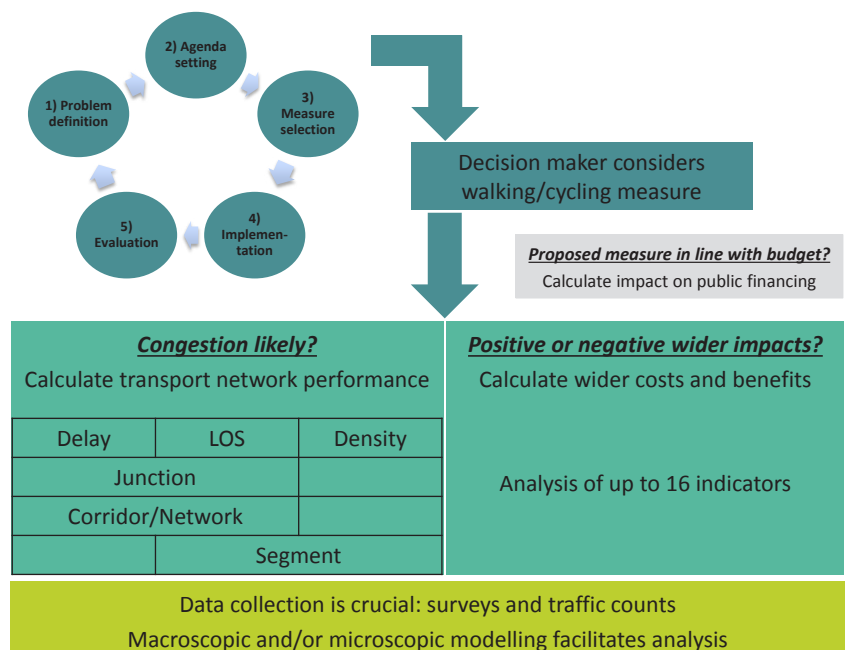 2) Agenda
setting
1) Problem
definition
3)
Measure
selection
5)
Evaluation
4)
Implemen-
tation
Decision maker considers
walking/cycling measure
Proposed measure in line with budget?
Calculate impact on public financing
Congestion likely?
Calculate transport network performance
Delay
LOS
Density
Junction
Corridor/Network
Segment
Positive or negative wider impacts?
Calculate wider costs and benefits
Analysis of up to 16 indicators
Data collection is crucial: surveys and traffic counts
Macroscopic and/or microscopic modelling facilitates analysis